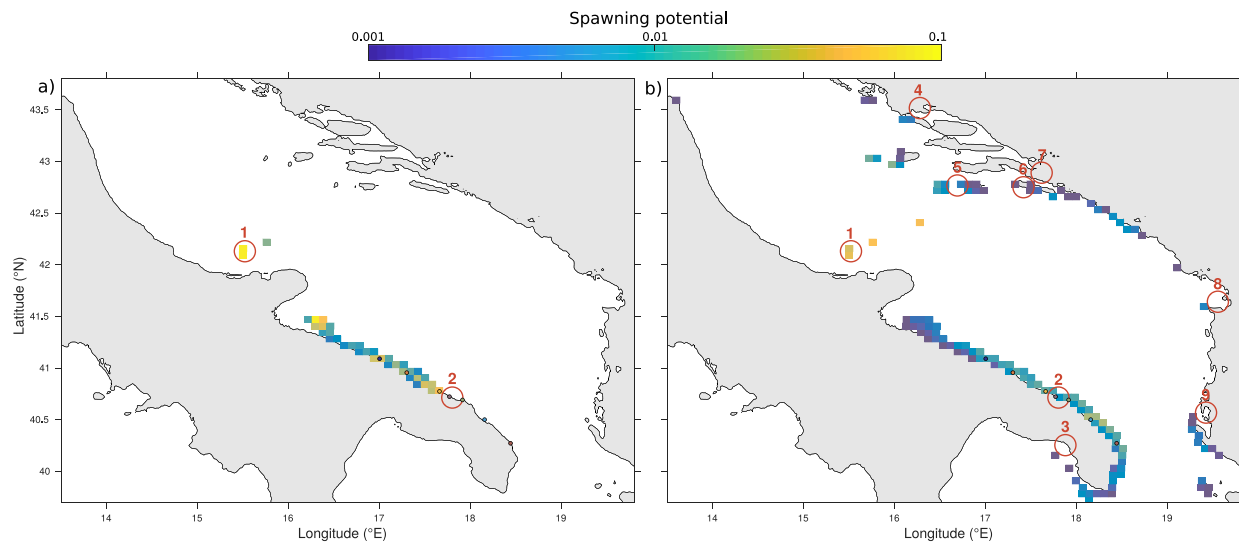 Spawning potential
0.001 0.01 0.1
a) b)
43,5
43
42,5
42
41,5
41
40,5
40
Latitude (°N)
1
2
4
5
6
7
1
8
2
3
9
14 15 16 17 18 19
14 15 16 17 18 19
Longitude (°E) Longitude (°E)